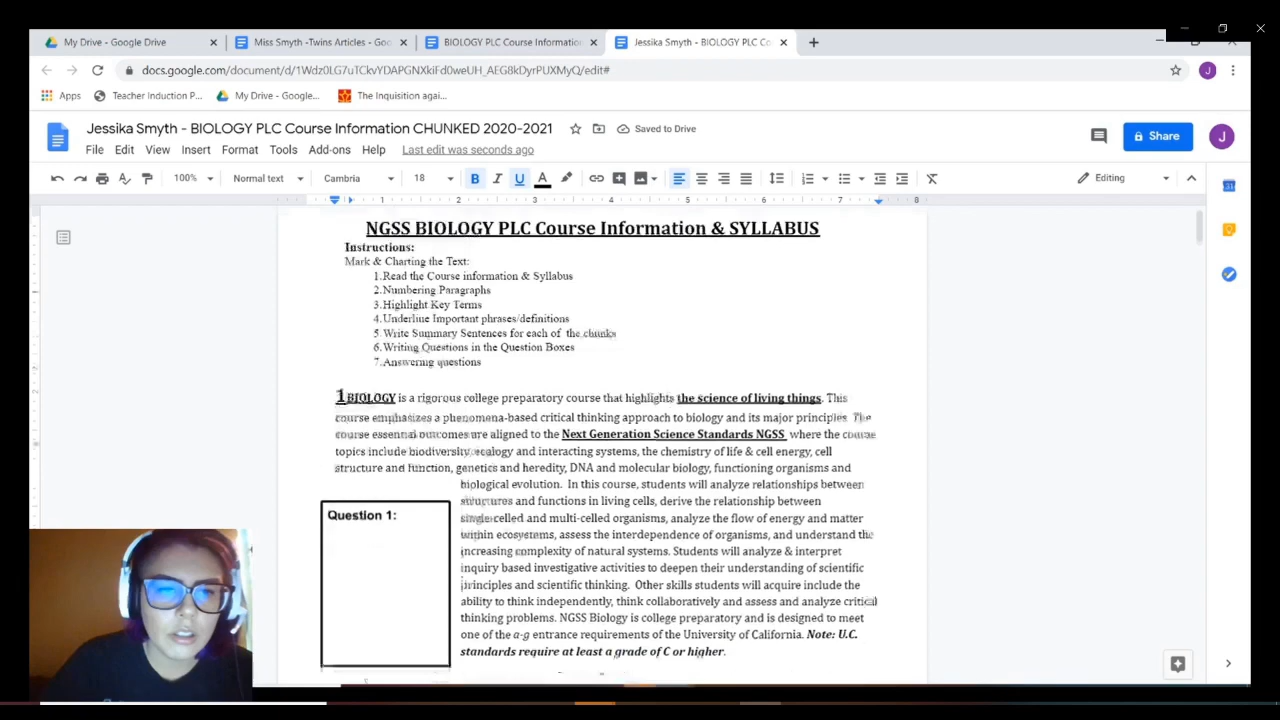 My Drive - Google Drive
Miss Smyth -Twins Articles - Goo
BIOLOGY PLC Course Information
Jessika Smyth - BIOLOGY PLC Co
docs.google.com/document/d/1Wdz0LG7uTCkvYDAPGNXkiFd0weUH_AEG8kDyrPUXMyQ/edit#
J
Apps
Teacher Induction P...
My Drive - Google...
The Inquisition agai...
Jessika Smyth - BIOLOGY PLC Course Information CHUNKED 2020-2021
Saved to Drive
Share
J
File Edit View Insert Format Tools Add-ons Help Last edit was seconds ago
100% Normal text Cambria 18 B I U A Editing
1 2 3 4 5 6 7 8
NGSS BIOLOGY PLC Course Information & SYLLABUS
Instructions:
Mark & Charting the Text:
1.Read the Course information & Syllabus
2.Numbering Paragraphs
3.Highlight Key Terms
4.Underline Important phrases/definitions
5.Write Summary Sentences for each of the chunks
6.Writing Questions in the Question Boxes
7.Answering questions
1BIOLOGY is a rigorous college preparatory course that highlights the science of living things. This
course emphasizes a phenomena-based critical thinking approach to biology and its major principles. The
course essential outcomes are aligned to the Next Generation Science Standards NGSS where the course
topics include biodiversity, ecology and interacting systems, the chemistry of life & cell energy, cell
structure and function, genetics and heredity, DNA and molecular biology, functioning organisms and
biological evolution. In this course, students will analyze relationships between
structures and functions in living cells, derive the relationship between
single-celled and multi-celled organisms, analyze the flow of energy and matter
within ecosystems, assess the interdependence of organisms, and understand the
increasing complexity of natural systems. Students will analyze & interpret
inquiry based investigative activities to deepen their understanding of scientific
principles and scientific thinking. Other skills students will acquire include the
ability to think independently, think collaboratively and assess and analyze critical
thinking problems. NGSS Biology is college preparatory and is designed to meet
one of the a-g entrance requirements of the University of California. Note: U.C.
standards require at least a grade of C or higher.
Question 1: